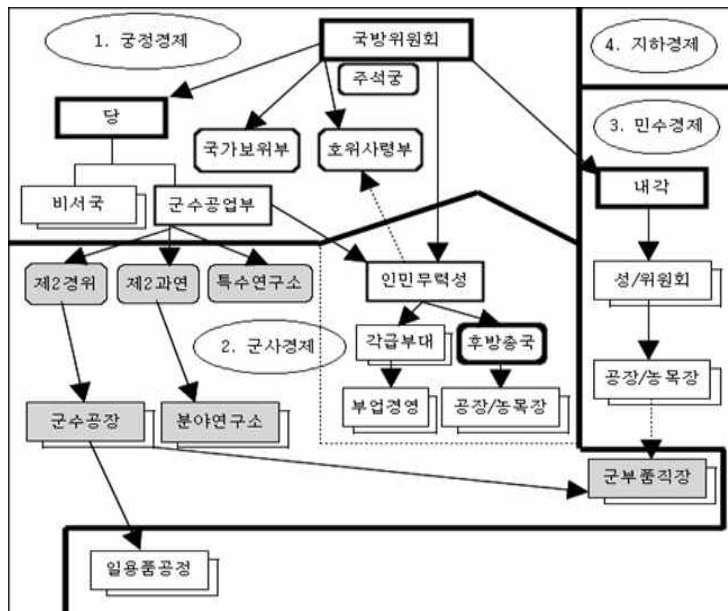 1. 궁정경제
국방위원회
4. 지하경제
주석궁
당
3. 민수경제
국가보위부
호위사령부
내각
비서국
군수공업부
제2경위
제2과연
특수연구소
인민무력성
성/위원회
2. 군사경제
각급부대
후방총국
공장/농목장
부업경영
공장/농목장
군수공장
분야연구소
군부품직장
일용품공정